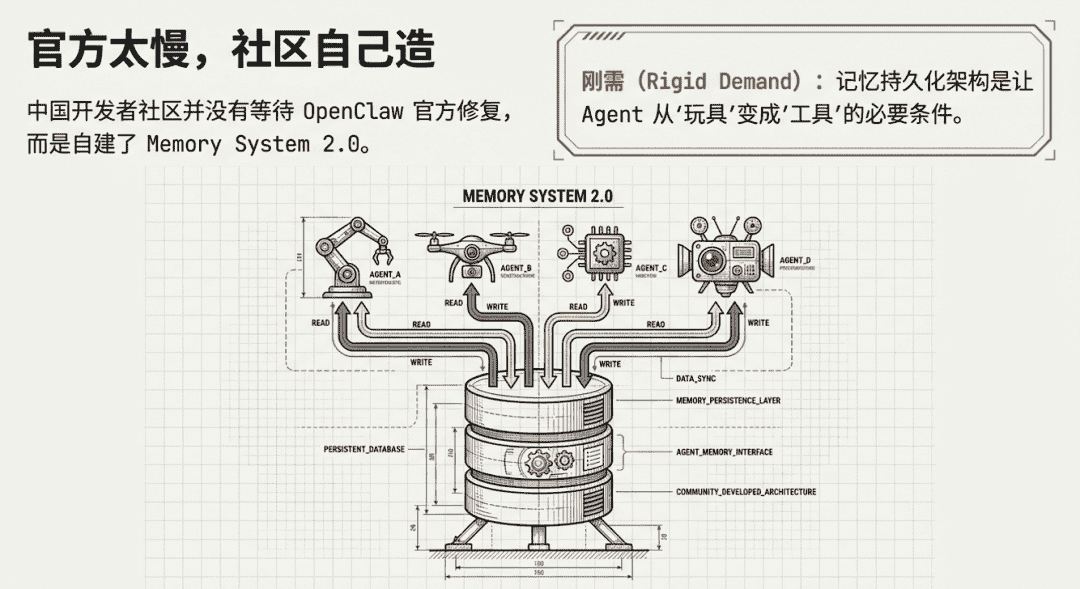 官方太慢，社区自己造
中国开发者社区并没有等待 OpenClaw 官方修复，
而是自建了 Memory System 2.0。
刚需（Rigid Demand）：记忆持久化架构是让
Agent 从‘玩具’变成‘工具’的必要条件。
MEMORY SYSTEM 2.0
AGENT_A
AGENT_B
AGENT_C
AGENT_D
READ
WRITE
READ
WRITE
READ
READ
READ
WRITE
WRITE
WRITE
DATA_SYNC
MEMORY_PERSISTENCE_LAYER
PERSISTENT_DATABASE
AGENT_MEMORY_INTERFACE
COMMUNITY_DEVELOPED_ARCHITECTURE